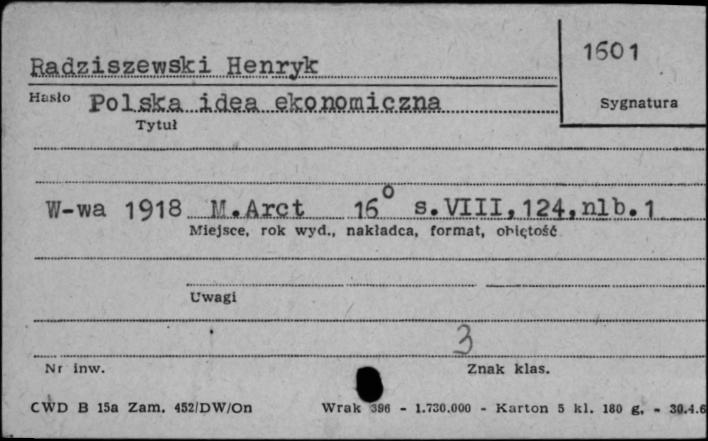 1601
Radziszewski Henryk
Hasło Polska idea ekonomiczna
Sygnatura
Tytuł
W-wa 1918 M.Arct 16° s.VIII,124,nlb.1
Miejsce, rok wyd., nakładca, format, objętość
Uwagi
3
Nr inw. Znak klas.
CWD B 15a Zam. 452/DW/On Wrak 396 - 1.730.000 - Karton 5 kl. 180 g. - 30.4.6